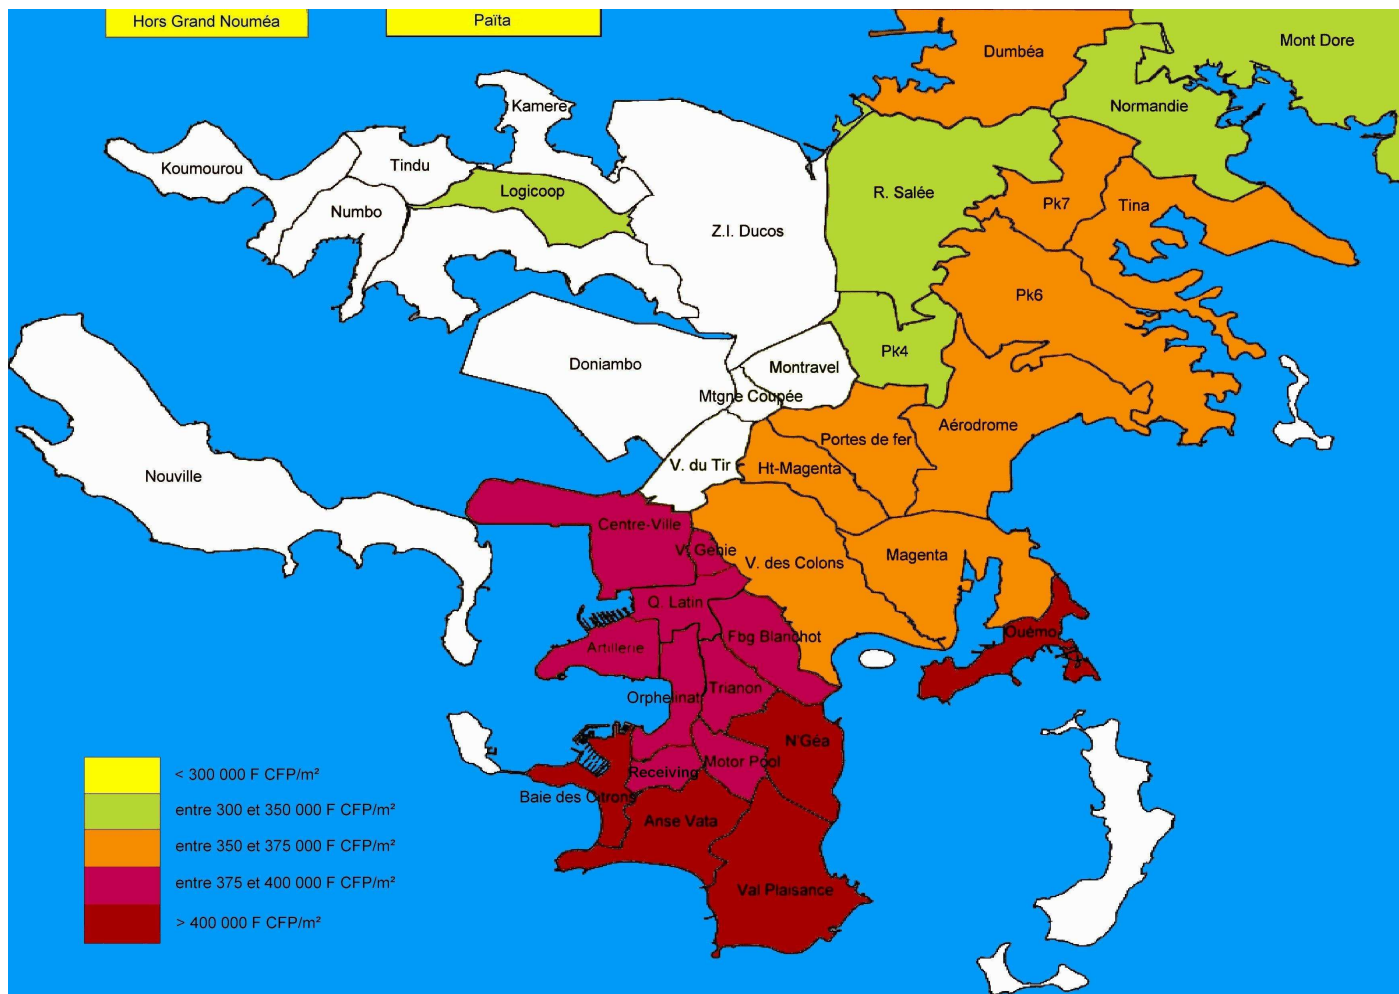 Hors Grand Nouméa
Païta
Dumbéa
Mont Dore
Kamere
Normandie
Koumourou
Tindu
Logicoop
R. Salée
Numbo
Pk7
Tina
Z.I. Ducos
Pk6
Doniambo
Montravel
Pk4
Mtgne Coupée
Portes de fer
Aérodrome
Nouville
V. du Tir
Ht-Magenta
Centre-Ville
V. Génie
V. des Colons
Magenta
Q. Latin
Artillerie
Fbg Blanchot
Ouémo
Orphelinat
Trianon
N'Géa
Motor Pool
Receiving
Baie des Citrons
Anse Vata
Val Plaisance
< 300 000 F CFP/m²
entre 300 et 350 000 F CFP/m²
entre 350 et 375 000 F CFP/m²
entre 375 et 400 000 F CFP/m²
> 400 000 F CFP/m²